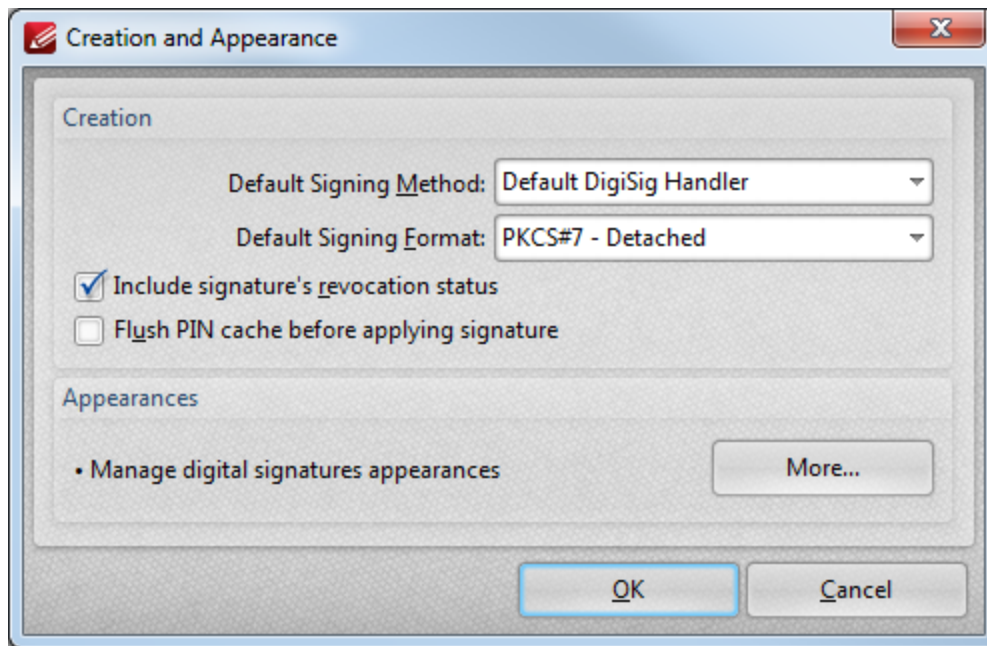 Creation and Appearance
Creation
Default Signing Method: Default DigiSig Handler
Default Signing Format: PKCS#7 - Detached
Include signature's revocation status
Flush PIN cache before applying signature
Appearances
• Manage digital signatures appearances More...
OK Cancel